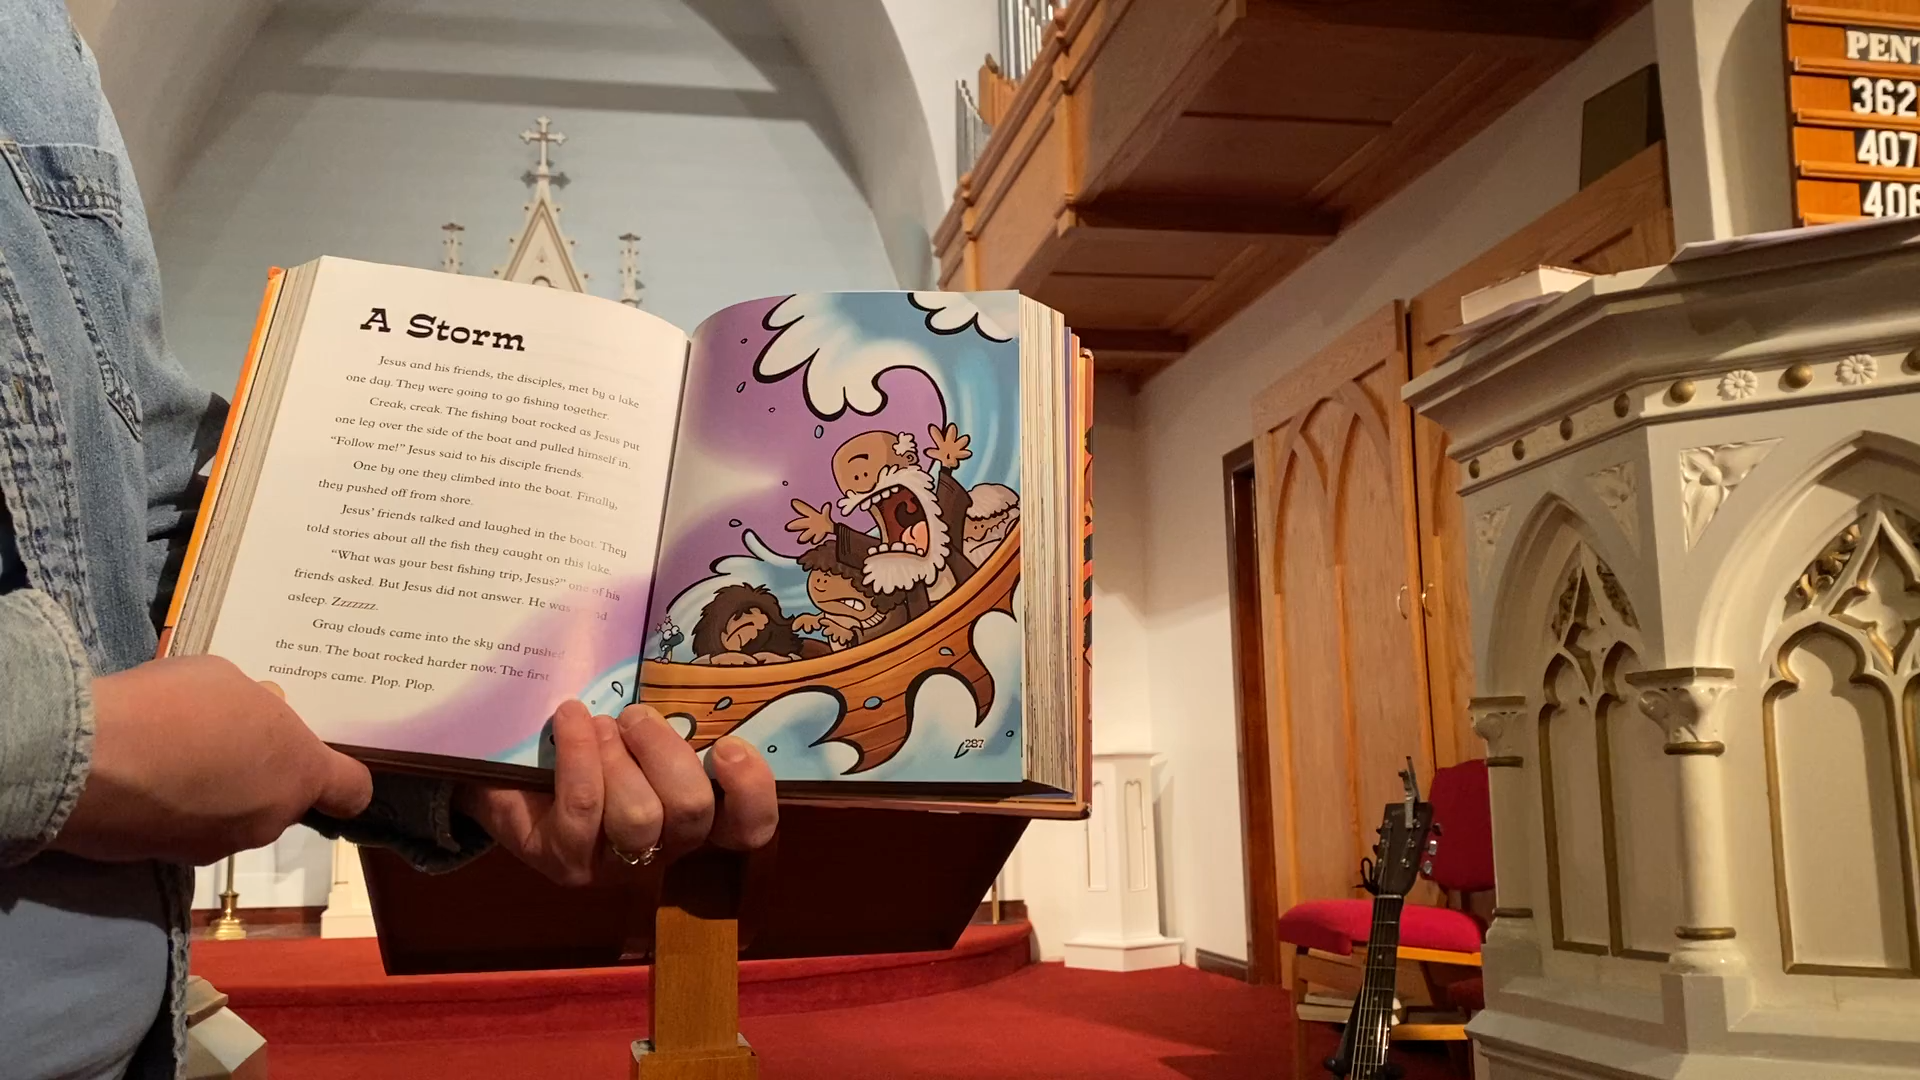 A Storm
Jesus and his friends, the disciples, met by a lake
one day. They were going to go fishing together.
Creak, creak. The fishing boat rocked as Jesus put
one leg over the side of the boat and pulled himself in.
“Follow me!” Jesus said to his disciple friends.
One by one they climbed into the boat. Finally,
they pushed off from shore.
Jesus’ friends talked and laughed in the boat. They
told stories about all the fish they caught on this lake.
“What was your best fishing trip, Jesus?” one of his
friends asked. But Jesus did not answer. He was
asleep. Zzzzzzz.
Gray clouds came into the sky and pushed
the sun. The boat rocked harder now. The first
raindrops came. Plop. Plop.
287
PENT
362
407
406